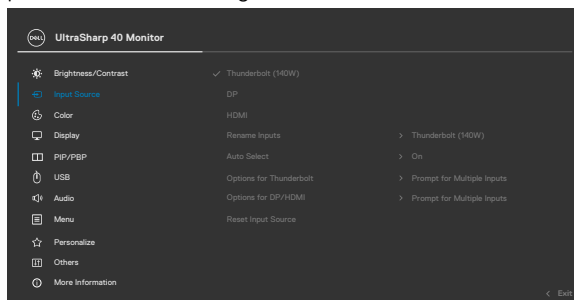 DELL UltraSharp 40 Monitor
Brightness/Contrast ✓ Thunderbolt (140W)
Input Source DP
Color HDMI
Display Rename Inputs > Thunderbolt (140W)
PIP/PBP Auto Select > On
USB Options for Thunderbolt > Prompt for Multiple Inputs
Audio Options for DP/HDMI > Prompt for Multiple Inputs
Menu Reset Input Source
Personalize
Others
More Information
< Exit